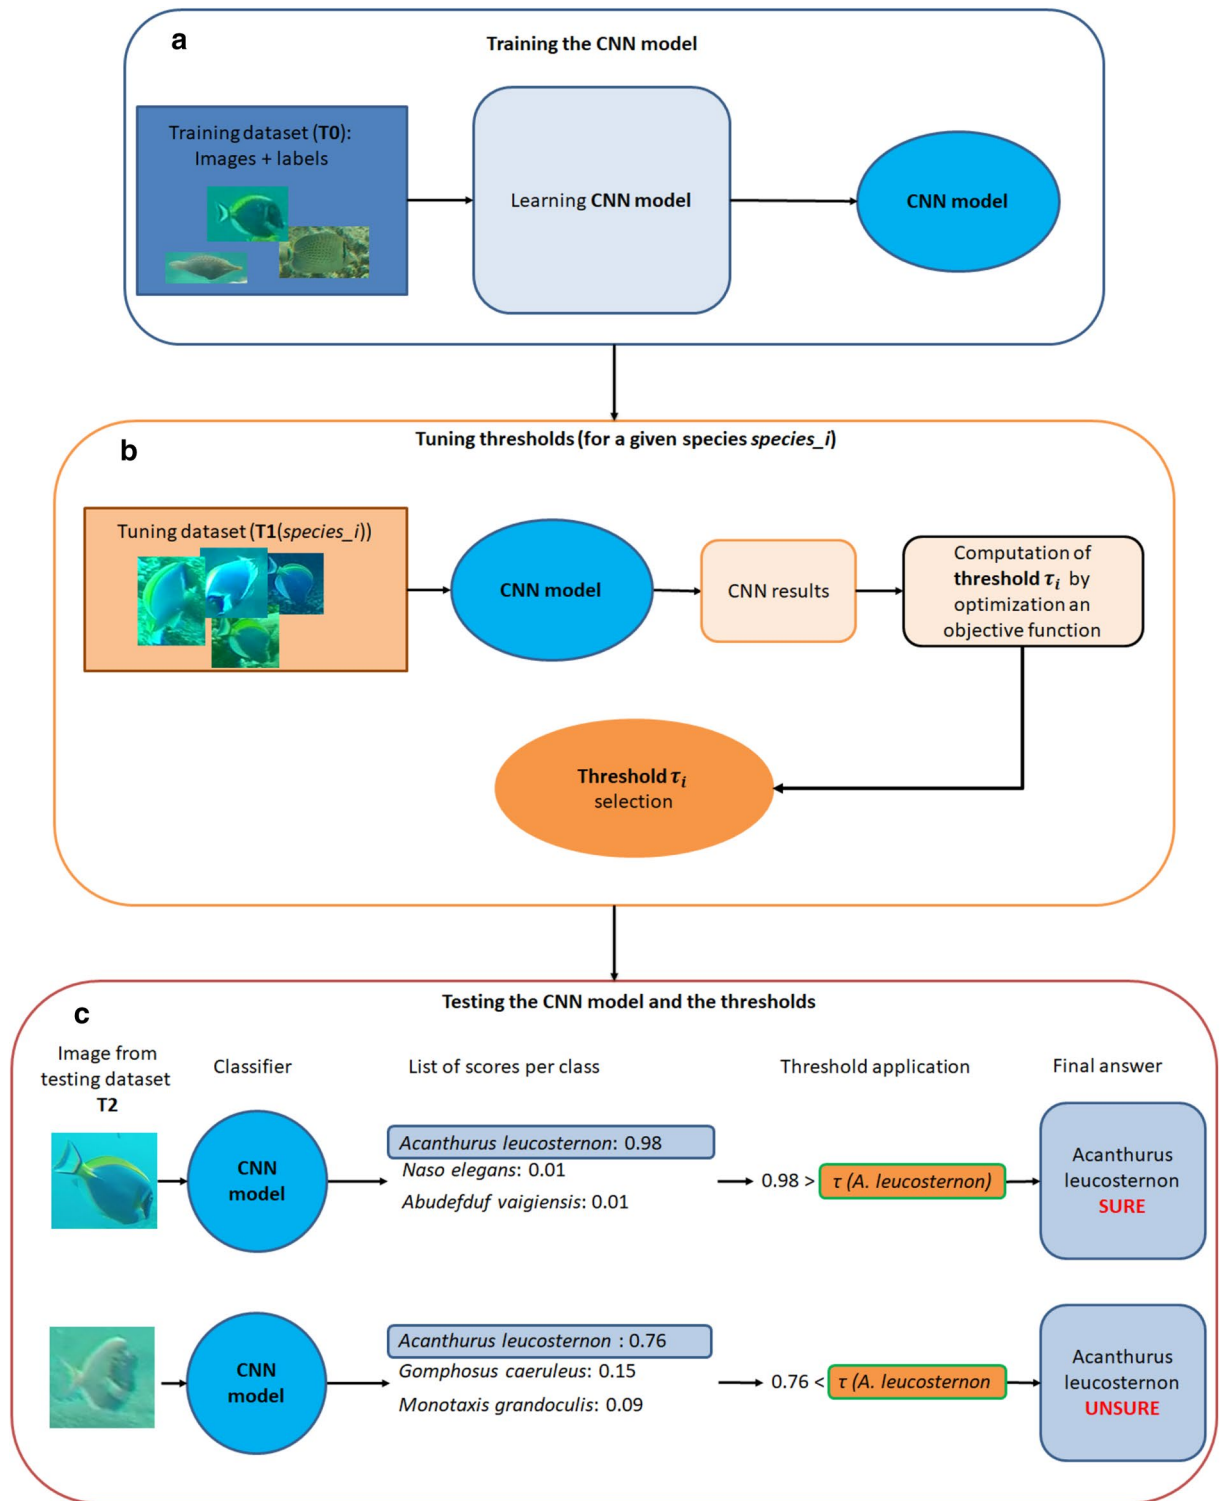 a
Training the CNN model
Training dataset (T0):
Images + labels
Learning CNN model
CNN model
b
Tuning thresholds (for a given species species_i)
Tuning dataset (T1(species_i))
CNN model
CNN results
Computation of
threshold τi by
optimization an
objective function
Threshold τi
selection
c
Testing the CNN model and the thresholds
Image from
testing dataset
T2
Classifier
List of scores per class
Threshold application
Final answer
CNN
model
Acanthurus leucosternon: 0.98
Naso elegans: 0.01
Abudefduf vaigiensis: 0.01
0.98 > τ (A. leucosternon)
Acanthurus
leucosternon
SURE
CNN
model
Acanthurus leucosternon : 0.76
Gomphosus caeruleus: 0.15
Monotaxis grandoculis: 0.09
0.76 < τ (A. leucosternon
Acanthurus
leucosternon
UNSURE